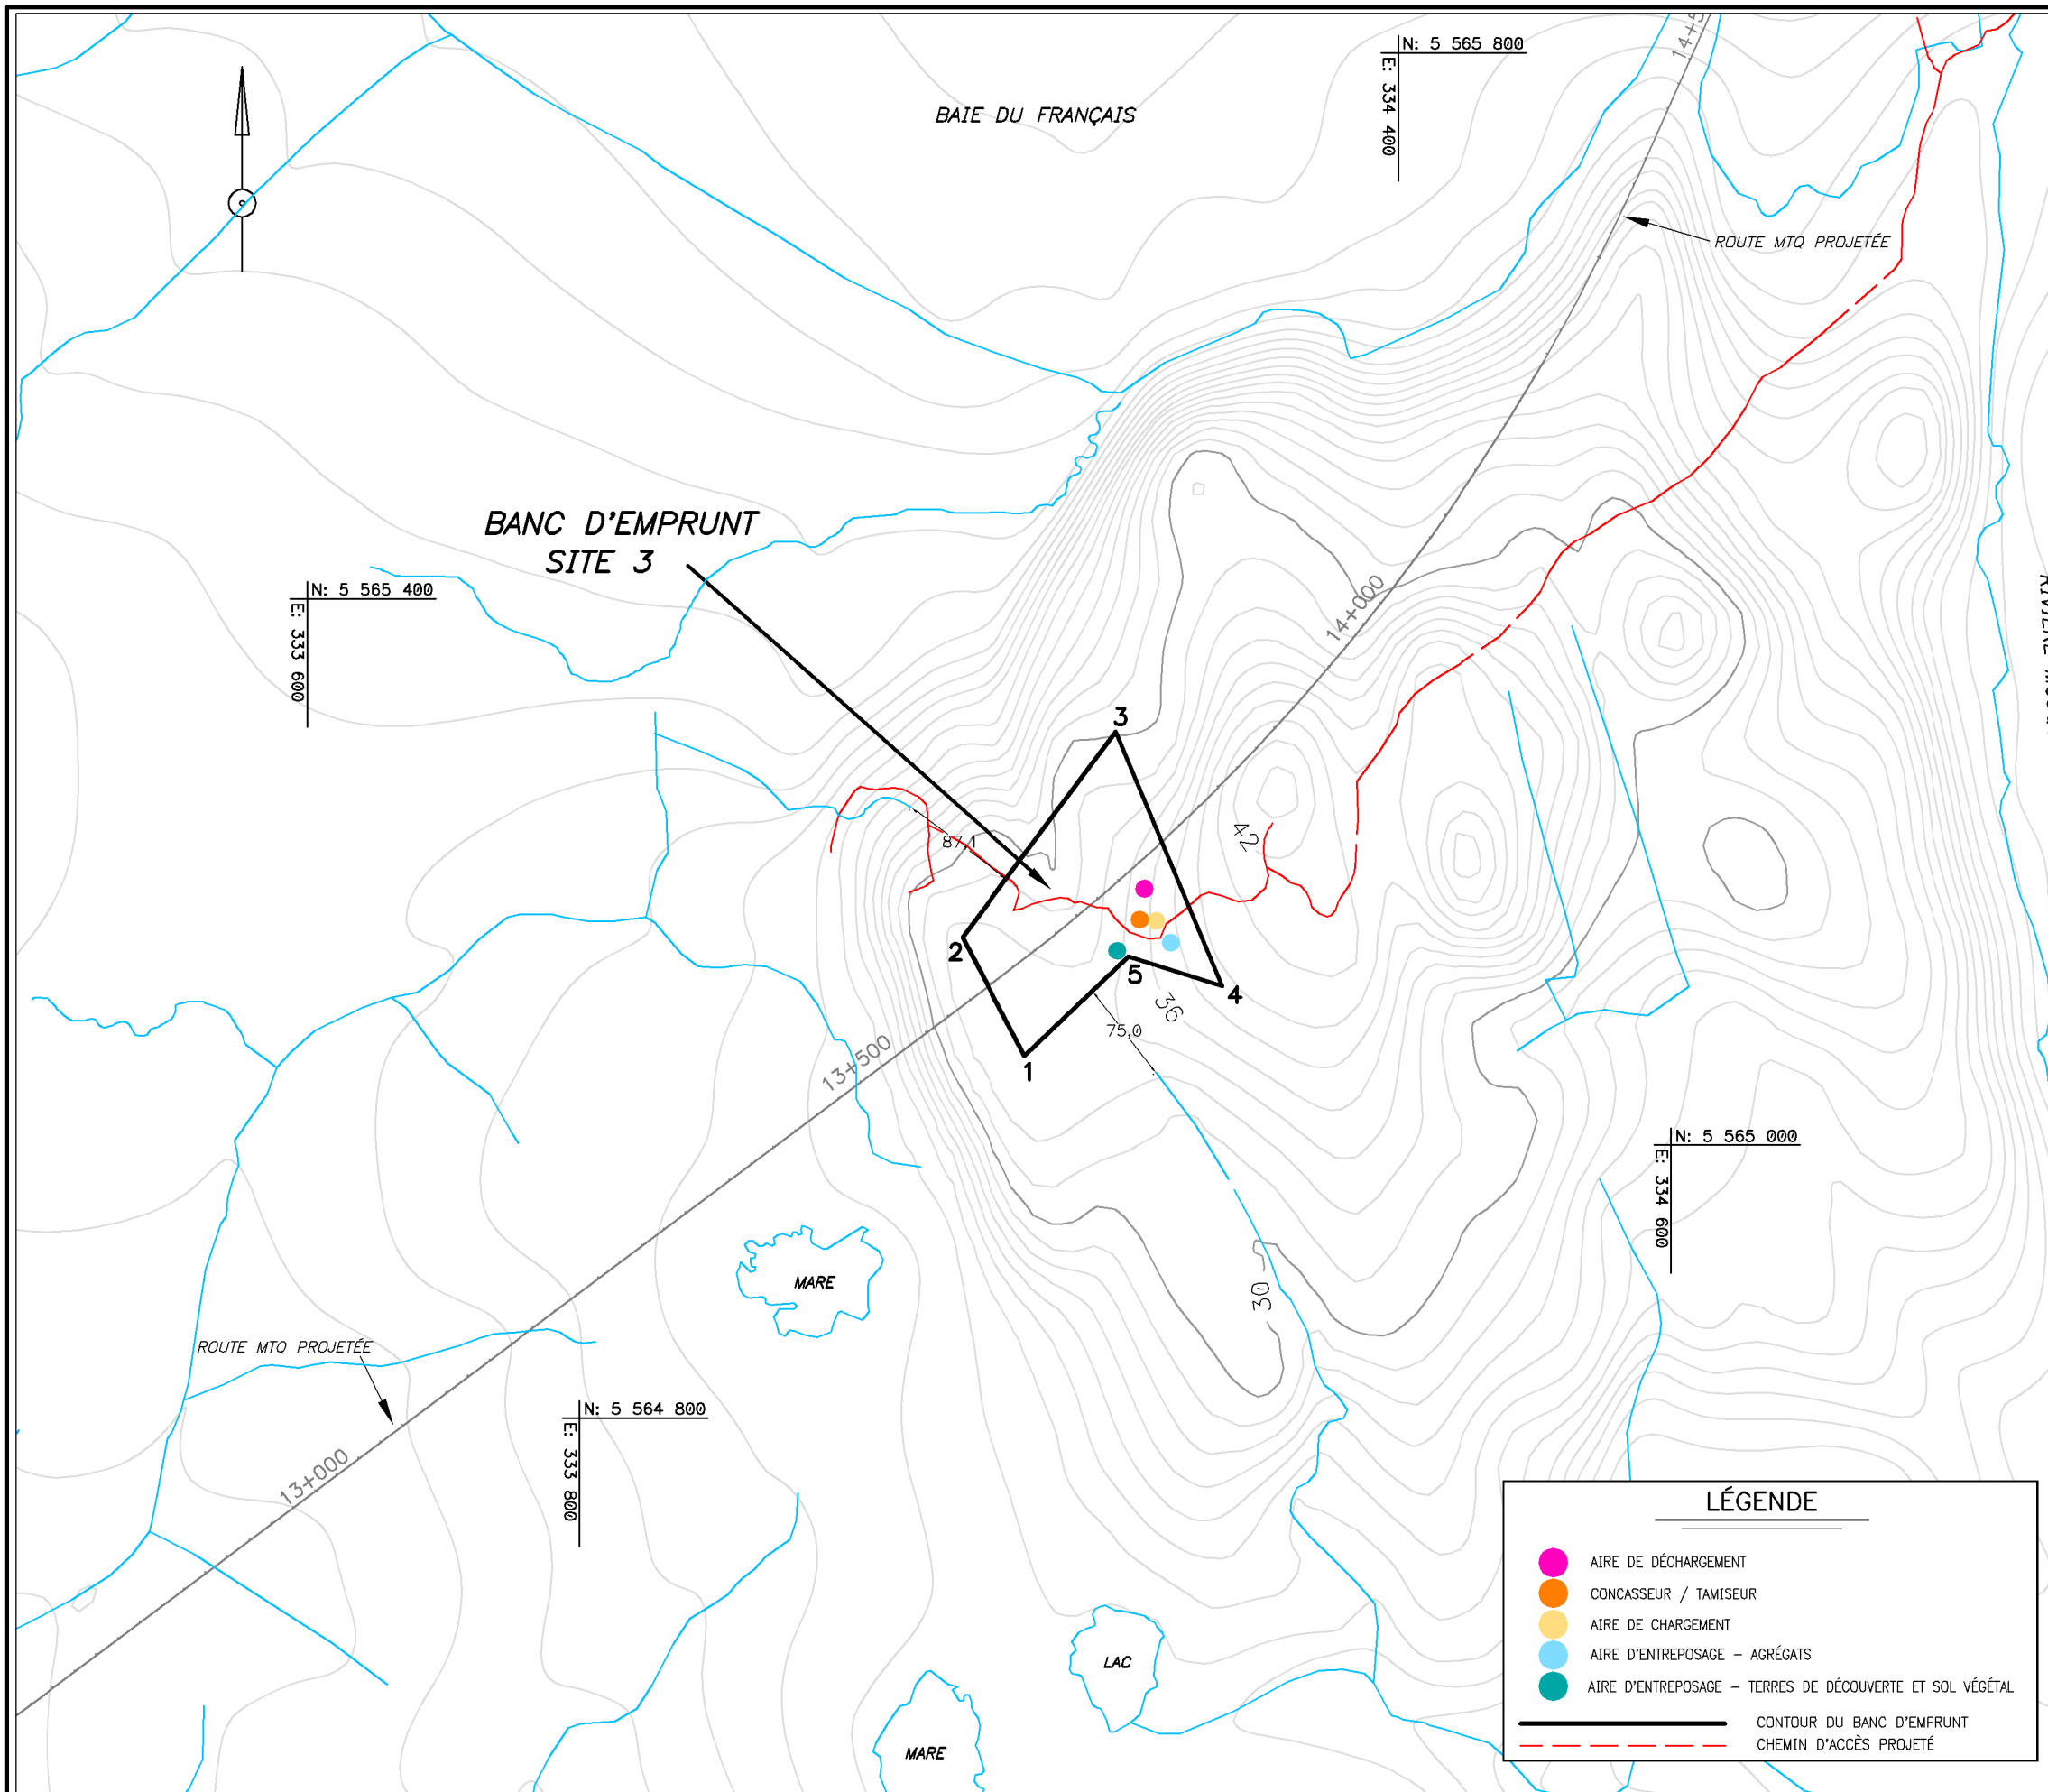 N: 5 565 800
E: 334 400
14+5
BAIE DU FRANÇAIS
ROUTE MTQ PROJETÉE
BANC D'EMPRUNT
SITE 3
N: 5 565 400
E: 333 600
14+000
3
42
87,1
2
5
4
36
75,0
1
13+500
N: 5 565 000
E: 334 600
MARE
30
ROUTE MTQ PROJETÉE
N: 5 564 800
E: 333 800
13+000
LAC
MARE
LÉGENDE
AIRE DE DÉCHARGEMENT
CONCASSEUR / TAMISEUR
AIRE DE CHARGEMENT
AIRE D'ENTREPOSAGE – AGRÉGATS
AIRE D'ENTREPOSAGE – TERRES DE DÉCOUVERTE ET SOL VÉGÉTAL
CONTOUR DU BANC D'EMPRUNT
CHEMIN D'ACCÈS PROJETÉ